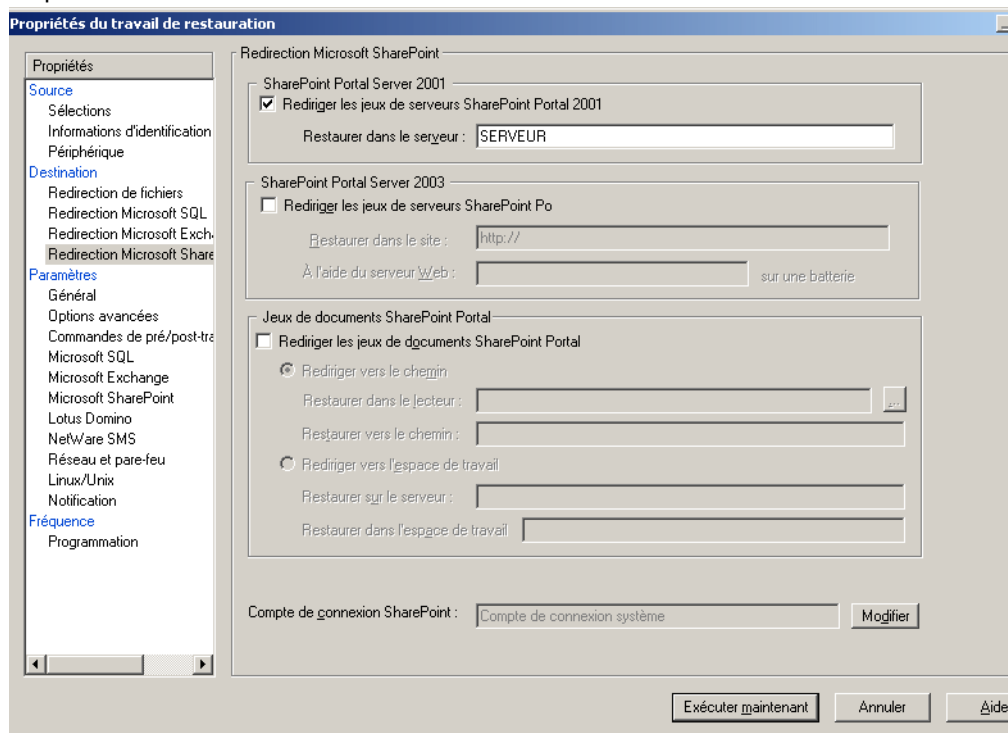 Propriétés du travail de restauration
Propriétés
Source
Sélections
Informations d'identification
Périphérique
Destination
Redirection de fichiers
Redirection Microsoft SQL
Redirection Microsoft Exch
Redirection Microsoft Share
Paramètres
Général
Options avancées
Commandes de pré/post-tra
Microsoft SQL
Microsoft Exchange
Microsoft SharePoint
Lotus Domino
NetWare SMS
Réseau et pare-feu
Linux/Unix
Notification
Fréquence
Programmation
Redirection Microsoft SharePoint
SharePoint Portal Server 2001
Rediriger les jeux de serveurs SharePoint Portal 2001
Restaurer dans le serveur : SERVEUR
SharePoint Portal Server 2003
Rediriger les jeux de serveurs SharePoint Po
Restaurer dans le site : http://
À l'aide du serveur Web : sur une batterie
Jeux de documents SharePoint Portal
Rediriger les jeux de documents SharePoint Portal
Rediriger vers le chemin
Restaurer dans le lecteur : ...
Restaurer vers le chemin :
Rediriger vers l'espace de travail
Restaurer sur le serveur :
Restaurer dans l'espace de travail
Compte de connexion SharePoint : Compte de connexion système Modifier
Exécuter maintenant Annuler Aide